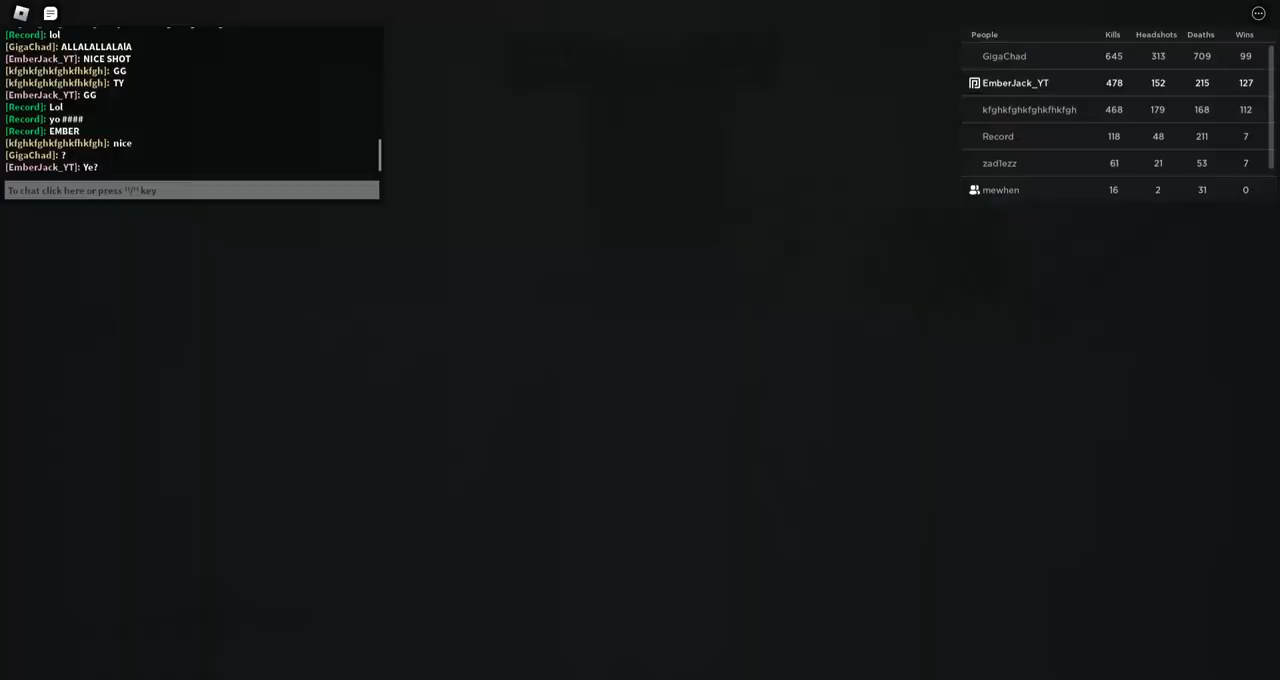 [Record]: lol
[GigaChad]: ALLALALLALAlA
[EmberJack_YT]: NICE SHOT
[kfghkfghkfghkfhkfgh]: GG
[kfghkfghkfghkfhkfgh]: TY
[EmberJack_YT]: GG
[Record]: Lol
[Record]: yo ####
[Record]: EMBER
[kfghkfghkfghkfhkfgh]: nice
[GigaChad]: ?
[EmberJack_YT]: Ye?
To chat click here or press "/" key
People Kills Headshots Deaths Wins
GigaChad 645 313 709 99
EmberJack_YT 478 152 215 127
kfghkfghkfghkfhkfgh 468 179 168 112
Record 118 48 211 7
zad1ezz 61 21 53 7
mewhen 16 2 31 0